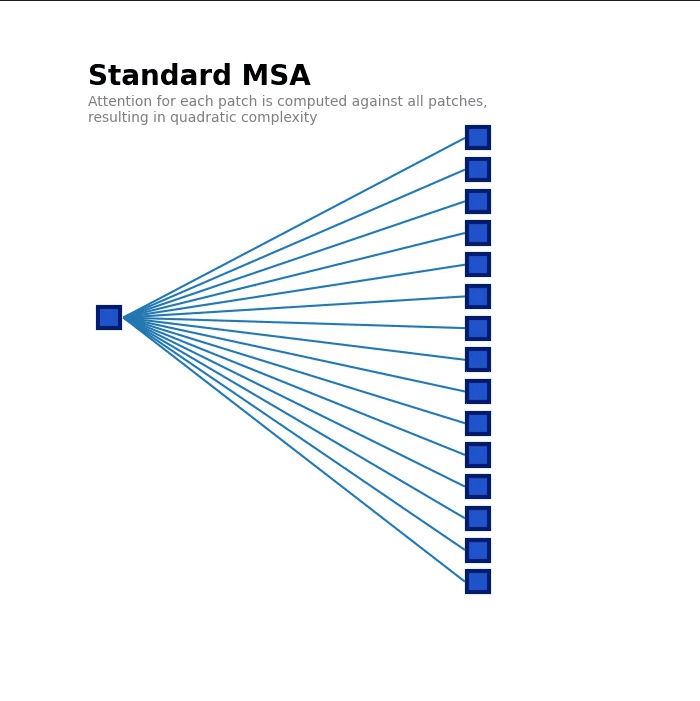 Standard MSA
Attention for each patch is computed against all patches,
resulting in quadratic complexity